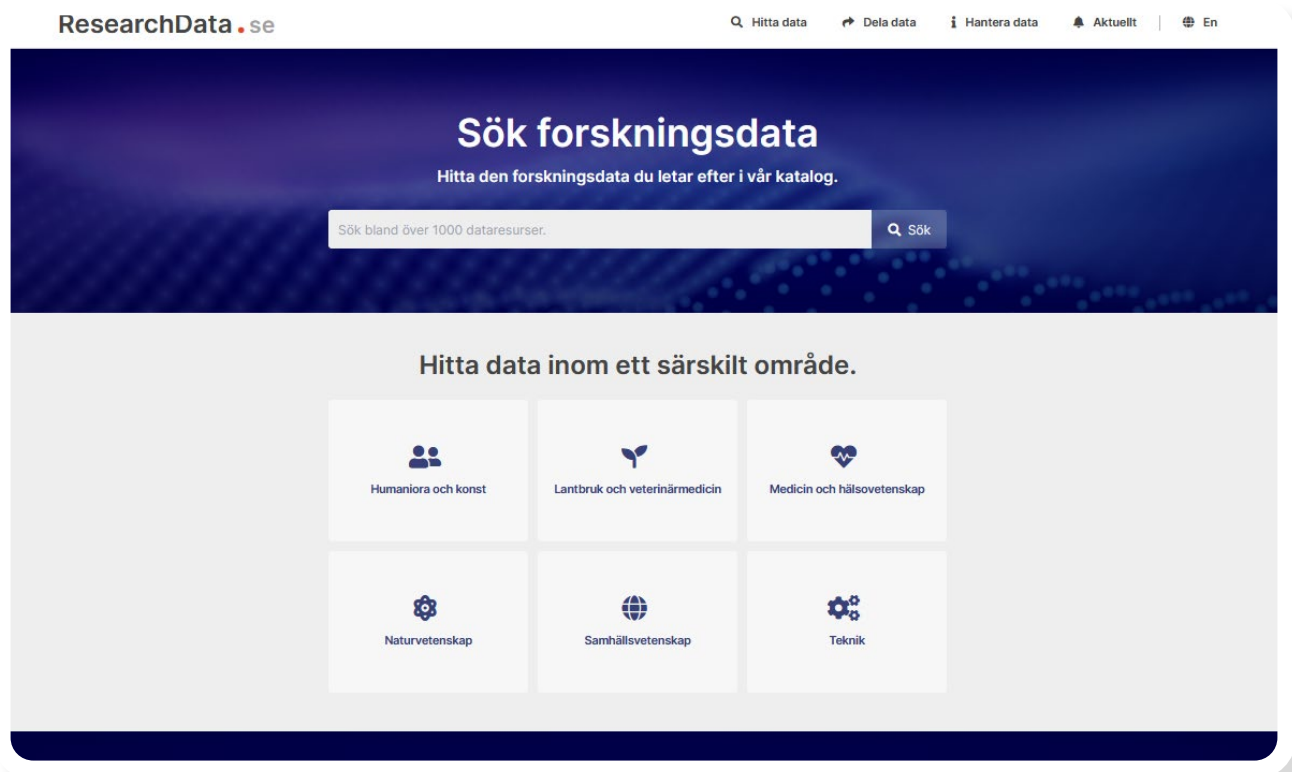 ResearchData.se
Hitta data
Dela data
Hantera data
Aktuellt
En
Sök forskningsdata
Hitta den forskningsdata du letar efter i vår katalog.
Sök bland över 1000 dataresurser.
Sök
Hitta data inom ett särskilt område.
Humaniora och konst
Lantbruk och veterinärmedicin
Medicin och hälsovetenskap
Naturvetenskap
Samhällsvetenskap
Teknik